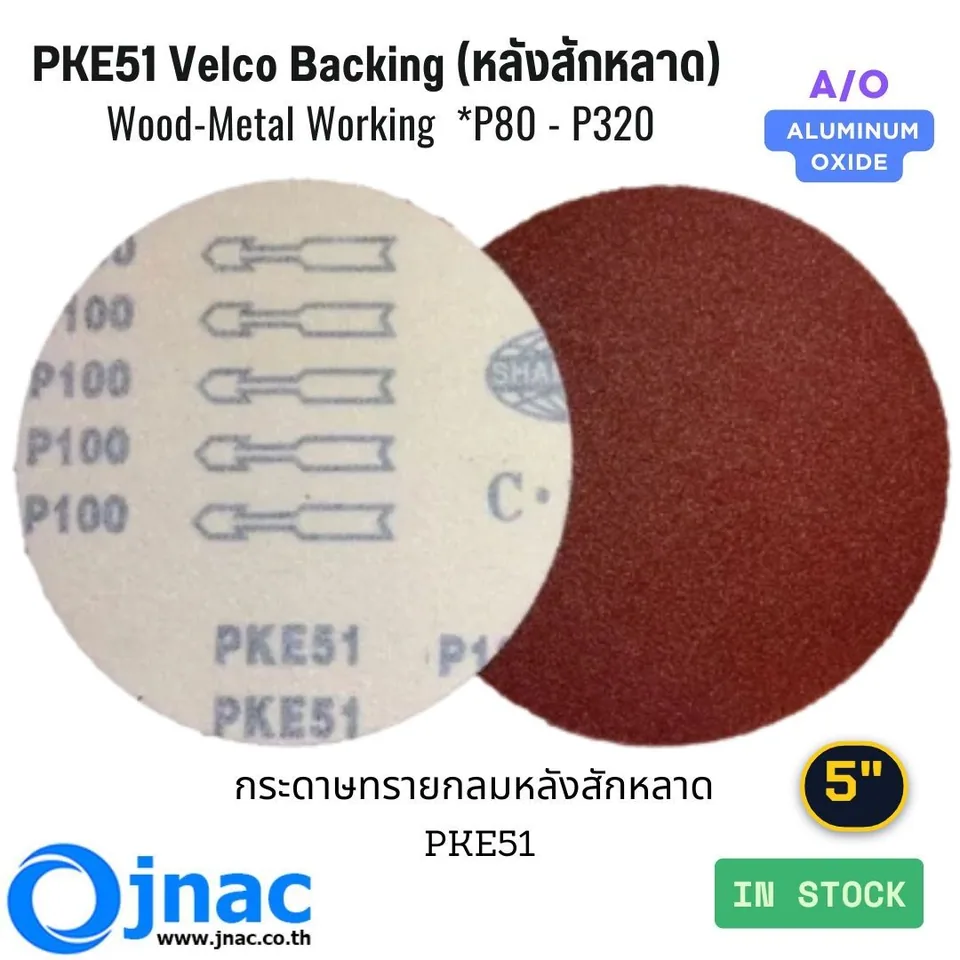 PKE51 Velco Backing (หลังสักหลาด)
Wood-Metal Working *P80 - P320
A/O
ALUMINUM
OXIDE
100
P100
P100
P100
C.
PKE51
PKE51
กระดาษทรายกลมหลังสักหลาด
PKE51
5"
IN STOCK
jnac
www.jnac.co.th